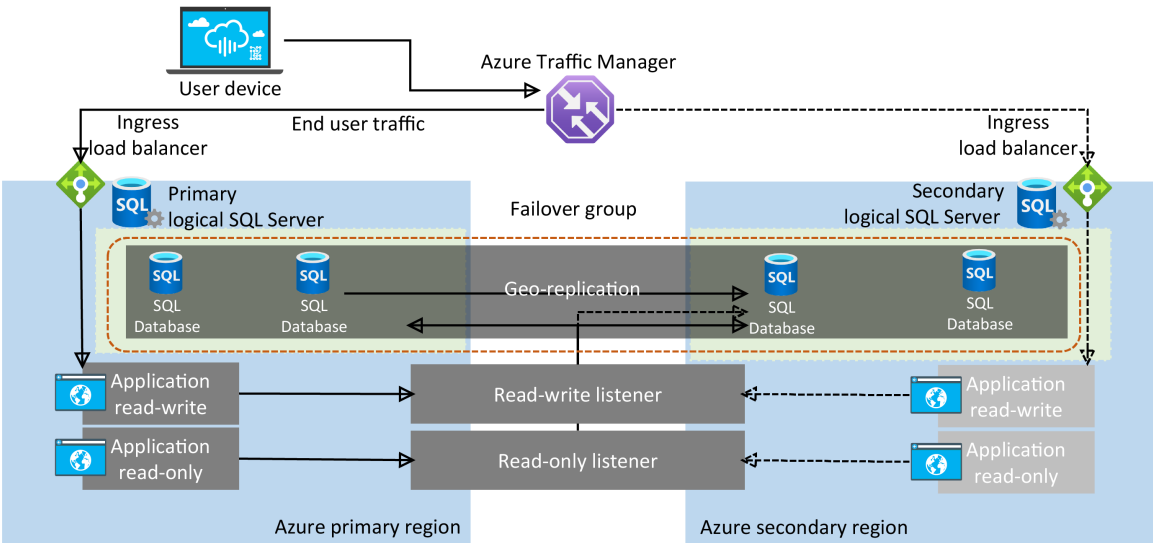 Azure Traffic Manager
User device
End user traffic
Ingress
load balancer
Ingress
load balancer
SQL
Primary
logical SQL Server
Failover group
Secondary
logical SQL Server
SQL
SQL
SQL
Database
SQL
SQL
Database
Geo-replication
SQL
SQL
Database
SQL
SQL
Database
Application
read-write
Read-write listener
Application
read-write
Application
read-only
Read-only listener
Application
read-only
Azure primary region
Azure secondary region